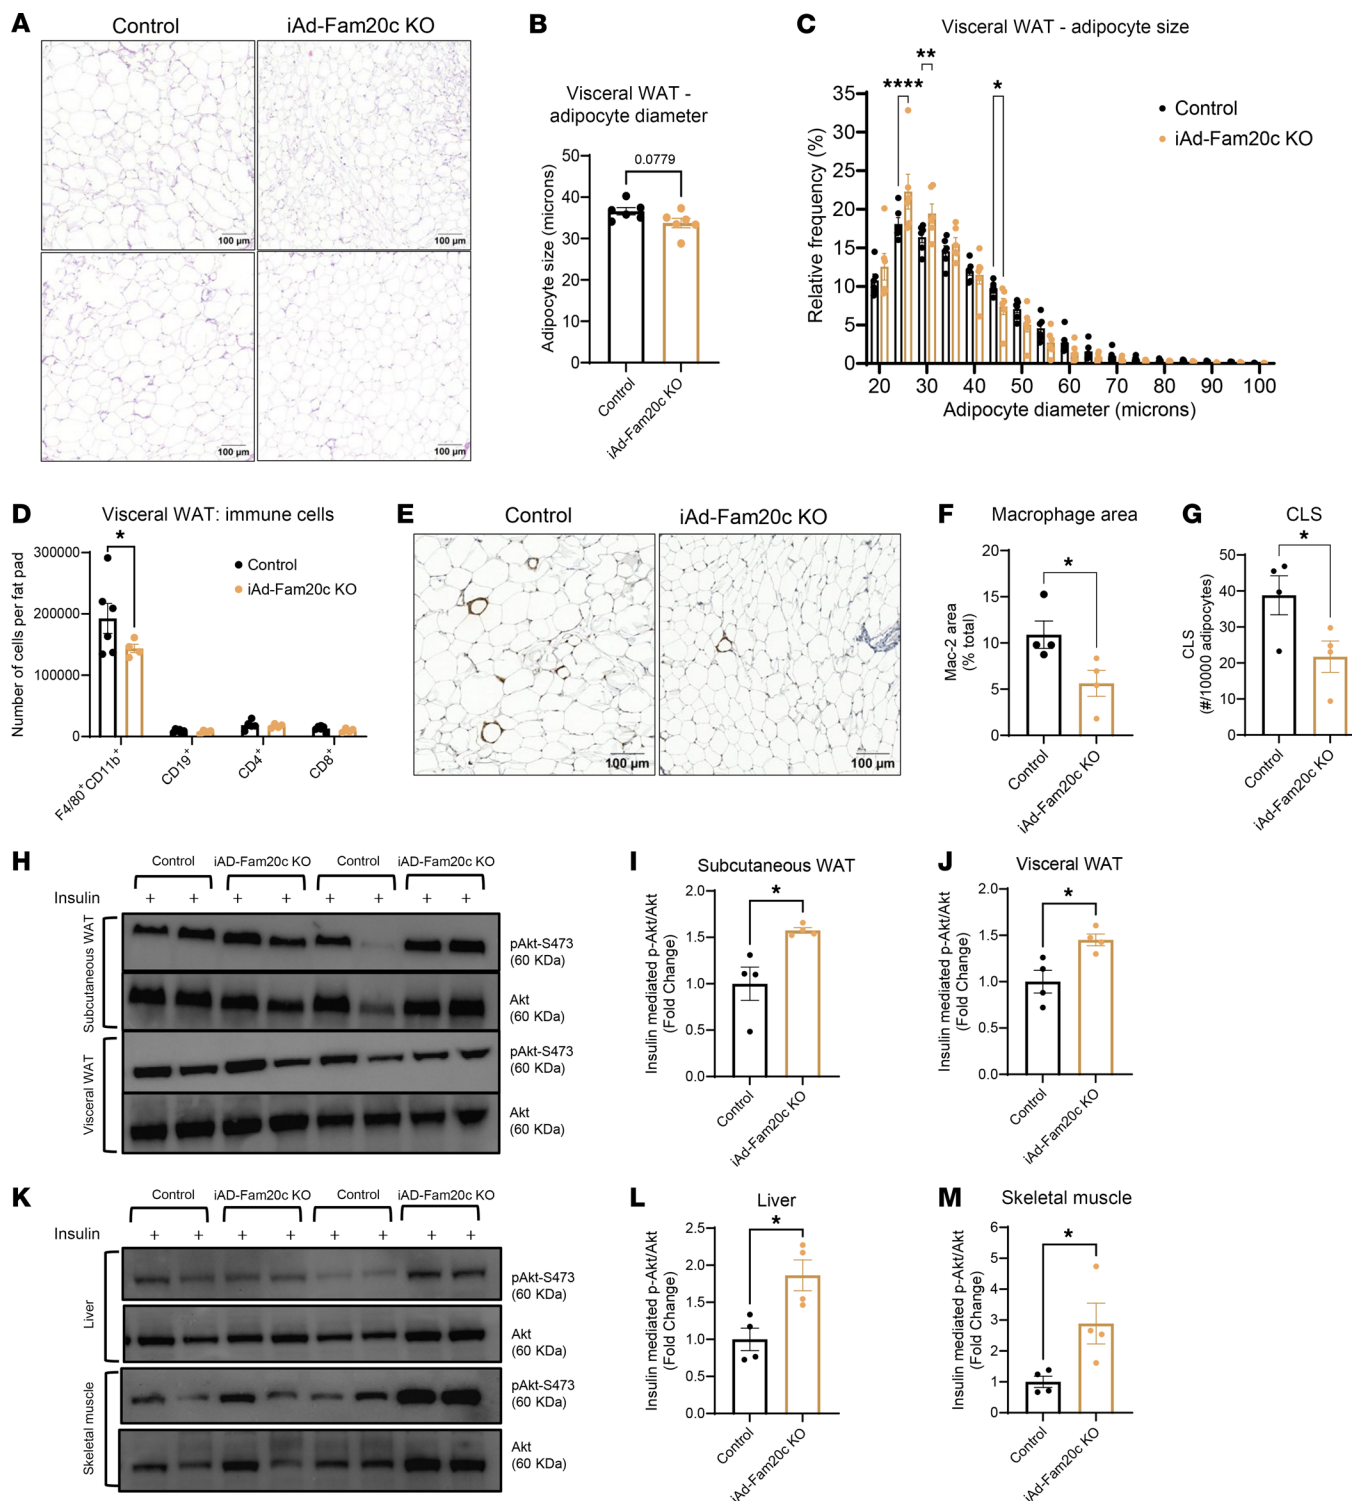 A
Control
iAd-Fam20c KO
100 µm
100 µm
100 µm
100 µm
B
Visceral WAT -
adipocyte diameter
0.0779
Adipocyte size (microns)
50
40
30
20
10
0
Control
iAd-Fam20c KO
C
Visceral WAT - adipocyte size
****
**
*
Control
iAd-Fam20c KO
Relative frequency (%)
35
30
25
20
15
10
5
0
20 30 40 50 60 70 80 90 100
Adipocyte diameter (microns)
D
Visceral WAT: immune cells
*
Control
iAd-Fam20c KO
Number of cells per fat pad
300000
200000
100000
0
F4/80+CD11b+
CD19+
CD4+
CD8+
E
Control
iAd-Fam20c KO
100 µm
100 µm
F
Macrophage area
*
Mac-2 area
(% total)
20
15
10
5
0
Control
iAd-Fam20c KO
G
CLS
*
CLS
(#/10000 adipocytes)
50
40
30
20
10
0
Control
iAd-Fam20c KO
H
Control iAD-Fam20c KO Control iAD-Fam20c KO
Insulin + + + + + + + +
Subcutaneous WAT
pAkt-S473
(60 KDa)
Akt
(60 KDa)
Visceral WAT
pAkt-S473
(60 KDa)
Akt
(60 KDa)
I
Subcutaneous WAT
*
Insulin mediated p-Akt/Akt
(Fold Change)
2.0
1.5
1.0
0.5
0.0
Control
iAd-Fam20c KO
J
Visceral WAT
*
Insulin mediated p-Akt/Akt
(Fold Change)
2.0
1.5
1.0
0.5
0.0
Control
iAd-Fam20c KO
K
Control iAD-Fam20c KO Control iAD-Fam20c KO
Insulin + + + + + + + +
Liver
pAkt-S473
(60 KDa)
Akt
(60 KDa)
Skeletal muscle
pAkt-S473
(60 KDa)
Akt
(60 KDa)
L
Liver
*
Insulin mediated p-Akt/Akt
(Fold Change)
2.5
2.0
1.5
1.0
0.5
0.0
Control
iAd-Fam20c KO
M
Skeletal muscle
*
Insulin mediated p-Akt/Akt
(Fold Change)
6
5
4
3
2
1
0
Control
iAd-Fam20c KO